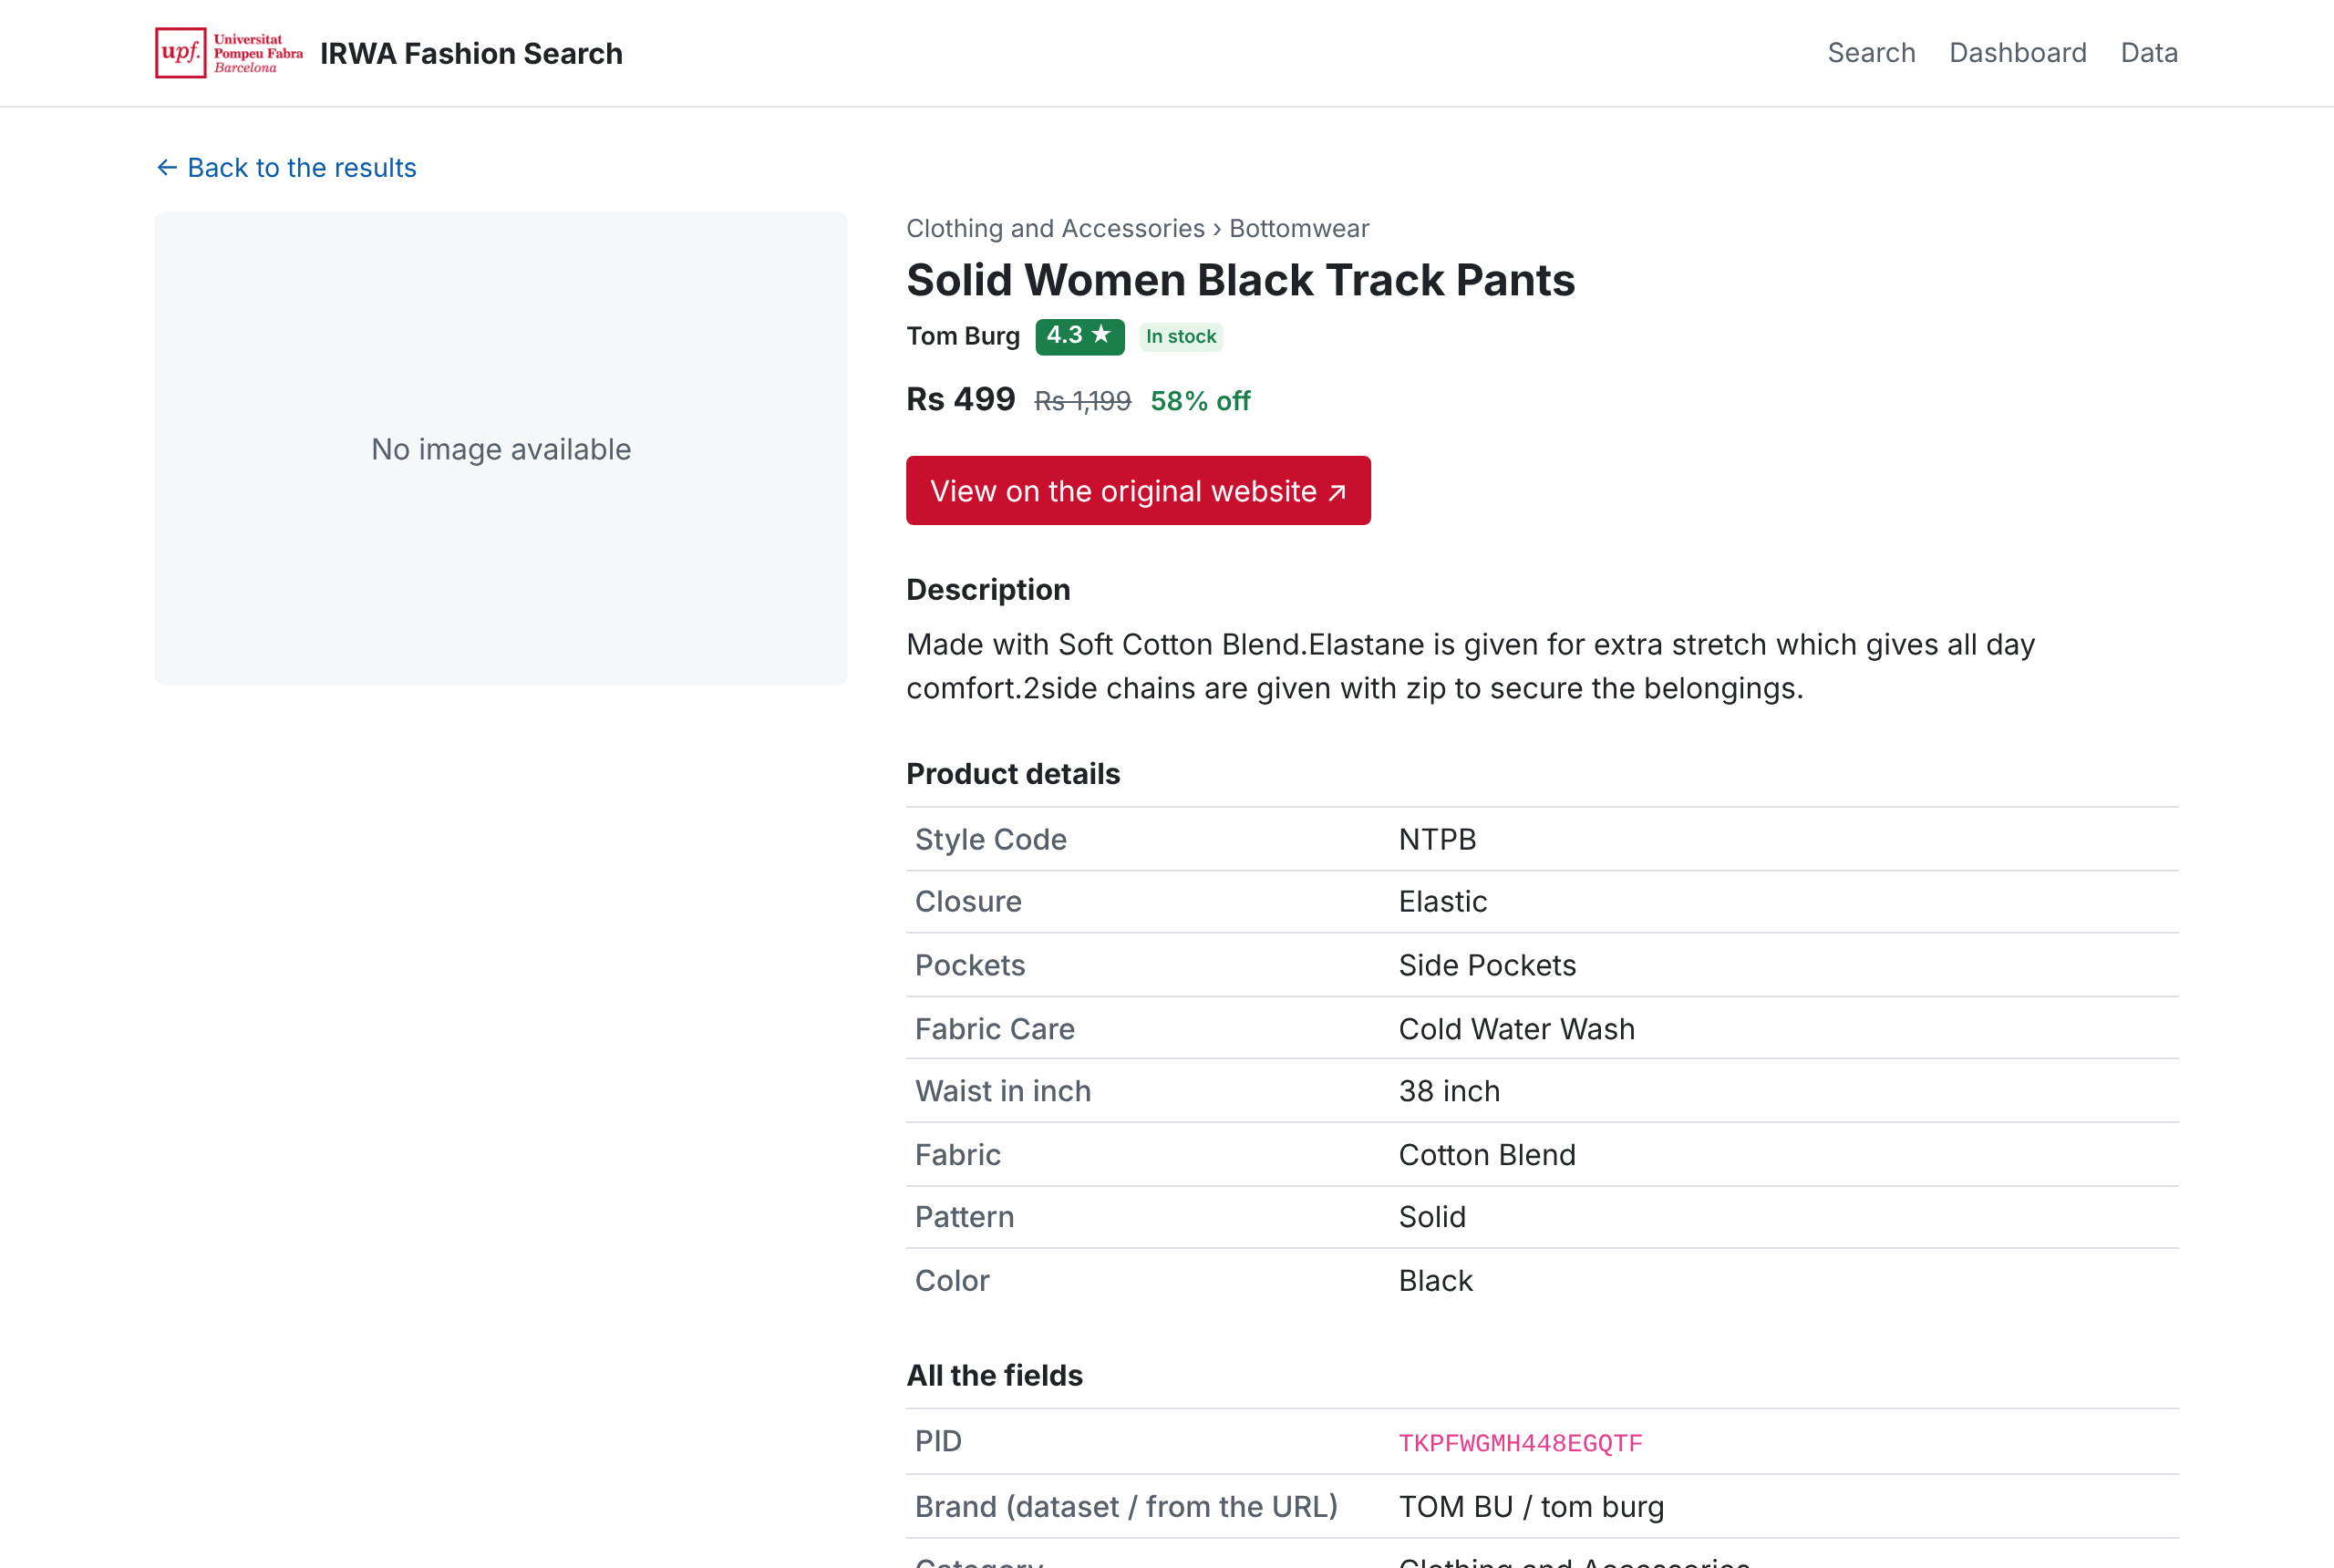 upf. Universitat Pompeu Fabra Barcelona
IRWA Fashion Search
Search Dashboard Data
← Back to the results
No image available
Clothing and Accessories › Bottomwear
Solid Women Black Track Pants
Tom Burg 4.3 ★ In stock
Rs 499 Rs 1,199 58% off
View on the original website ↗
Description
Made with Soft Cotton Blend.Elastane is given for extra stretch which gives all day
comfort.2side chains are given with zip to secure the belongings.
Product details
Style Code NTPB
Closure Elastic
Pockets Side Pockets
Fabric Care Cold Water Wash
Waist in inch 38 inch
Fabric Cotton Blend
Pattern Solid
Color Black
All the fields
PID TKPFWGMH448EGQTF
Brand (dataset / from the URL) TOM BU / tom burg
Category Clothing and Accessories